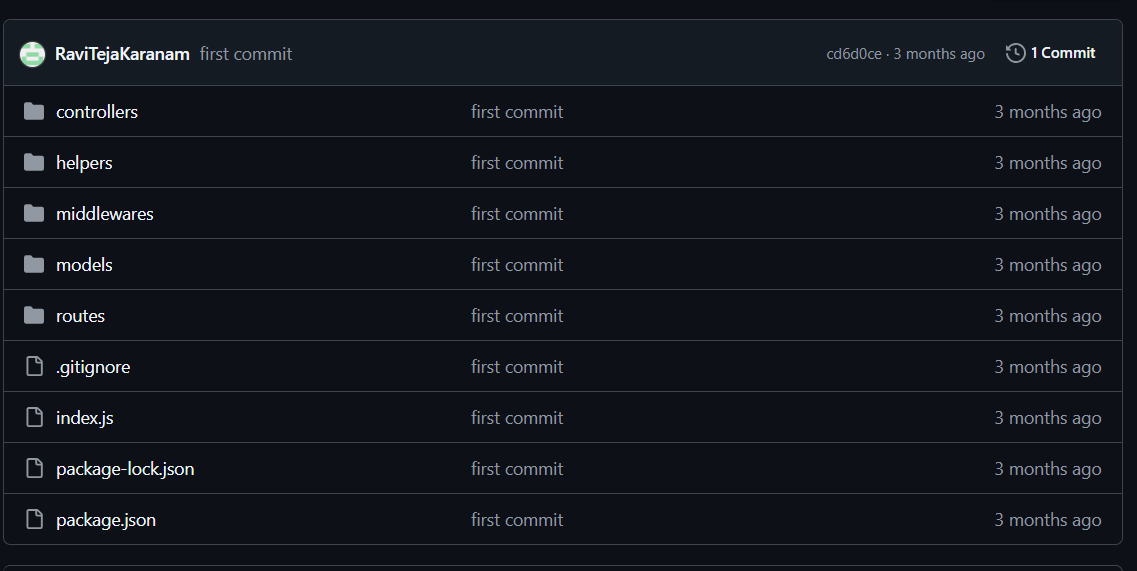 RaviTejaKaranam first commit cd6d0ce · 3 months ago 1 Commit
controllers first commit 3 months ago
helpers first commit 3 months ago
middlewares first commit 3 months ago
models first commit 3 months ago
routes first commit 3 months ago
.gitignore first commit 3 months ago
index.js first commit 3 months ago
package-lock.json first commit 3 months ago
package.json first commit 3 months ago